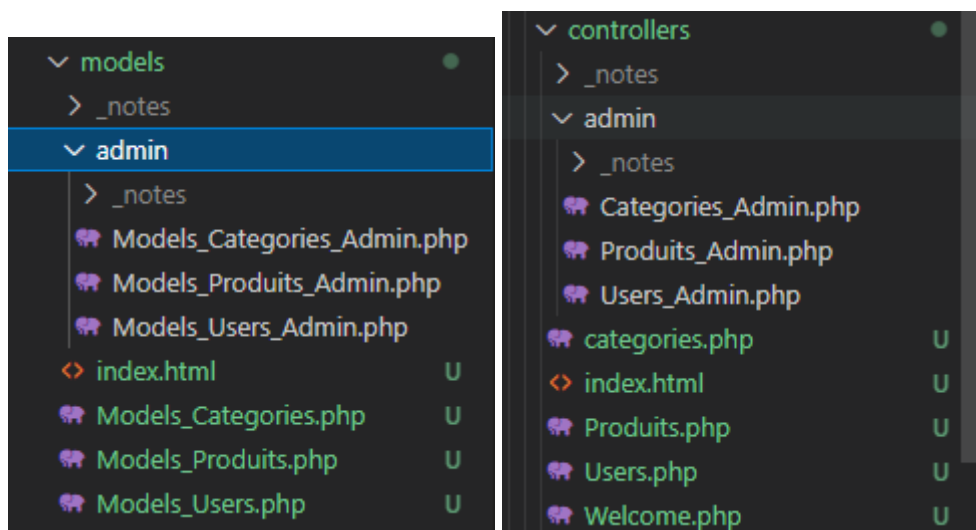 models
_notes
admin
_notes
Models_Categories_Admin.php
Models_Produits_Admin.php
Models_Users_Admin.php
index.html U
Models_Categories.php U
Models_Produits.php U
Models_Users.php U
controllers
_notes
admin
_notes
Categories_Admin.php
Produits_Admin.php
Users_Admin.php
categories.php U
index.html U
Produits.php U
Users.php U
Welcome.php U